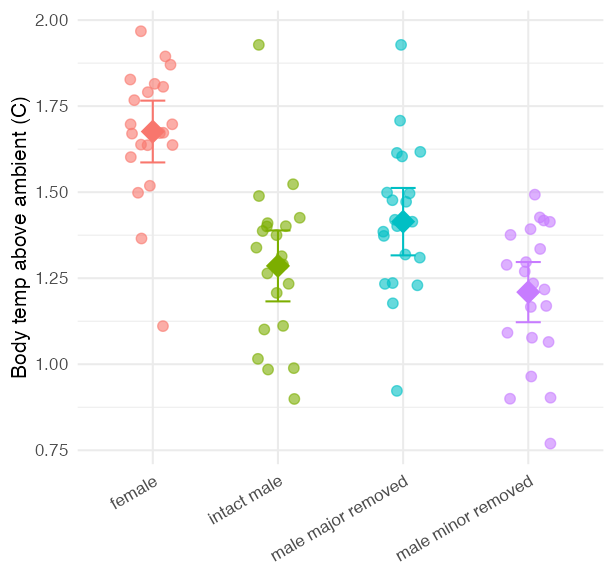 Body temp above ambient (C)
2.00
1.75
1.50
1.25
1.00
0.75
female
intact male
male major removed
male minor removed